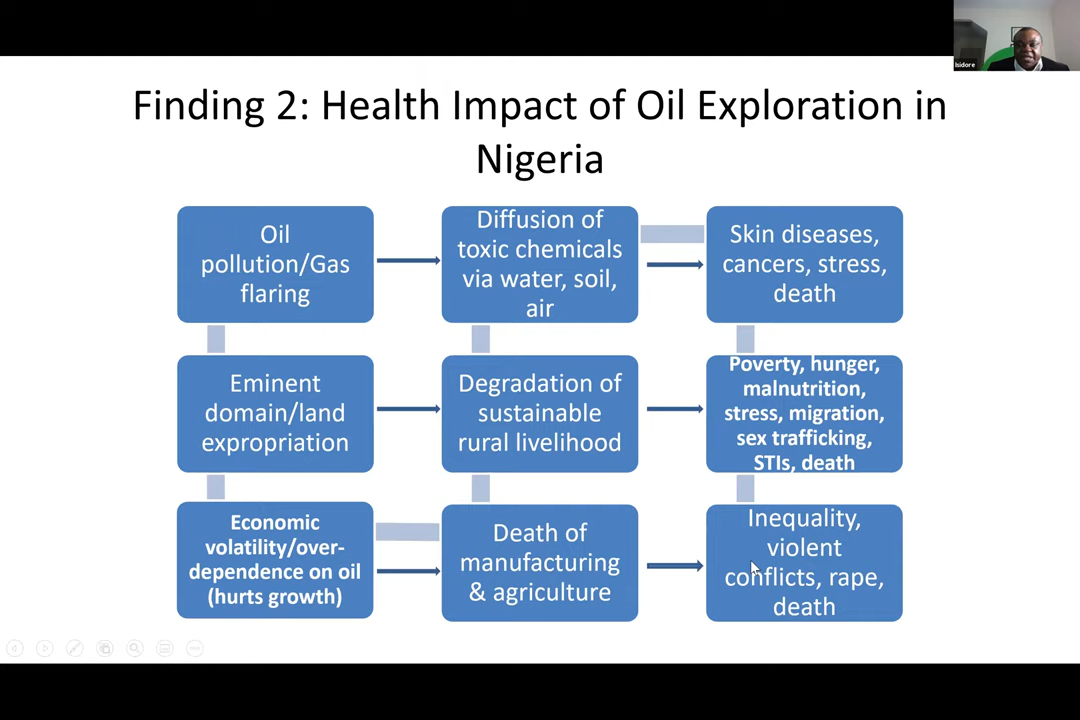 Isidore
Finding 2: Health Impact of Oil Exploration in
Nigeria
Oil
pollution/Gas
flaring
Diffusion of
toxic chemicals
via water, soil,
air
Skin diseases,
cancers, stress,
death
Eminent
domain/land
expropriation
Degradation of
sustainable
rural livelihood
Poverty, hunger,
malnutrition,
stress, migration,
sex trafficking,
STIs, death
Economic
volatility/over-
dependence on oil
(hurts growth)
Death of
manufacturing
& agriculture
Inequality,
violent
conflicts, rape,
death